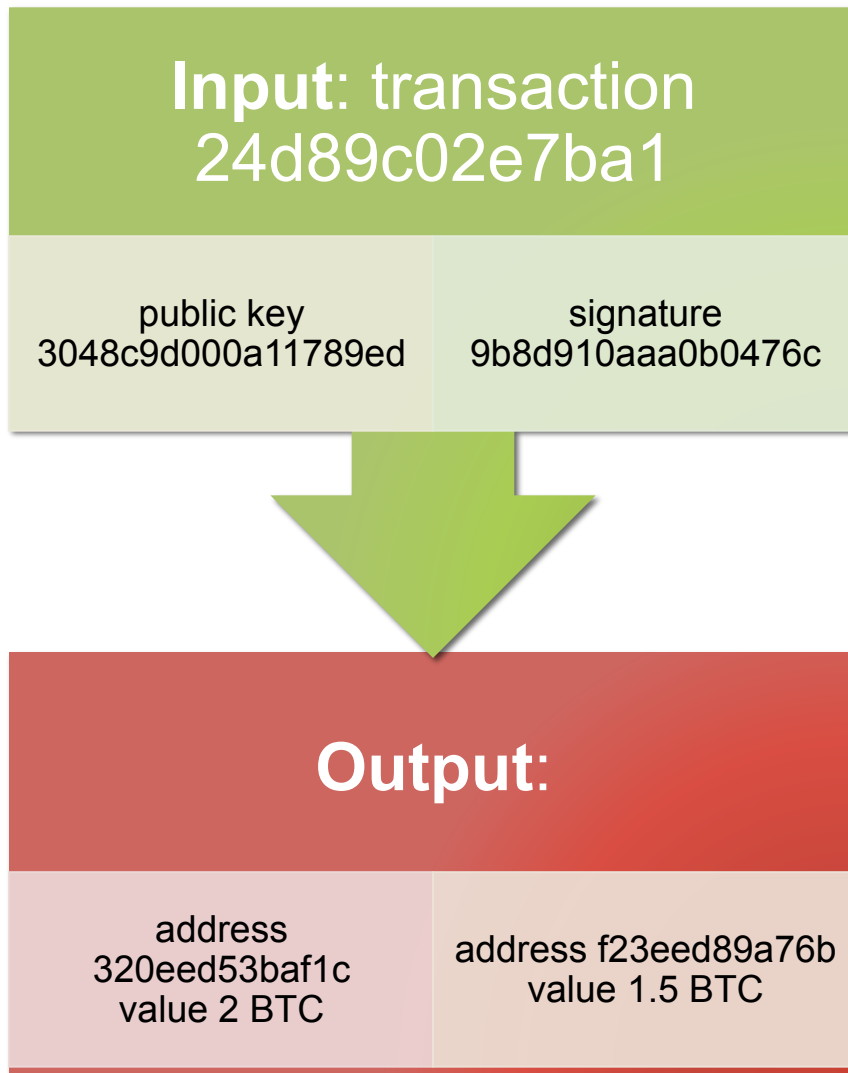 Input: transaction
24d89c02e7ba1
public key
3048c9d000a11789ed
signature
9b8d910aaa0b0476c
Output:
address
320eed53baf1c
value 2 BTC
address f23eed89a76b
value 1.5 BTC